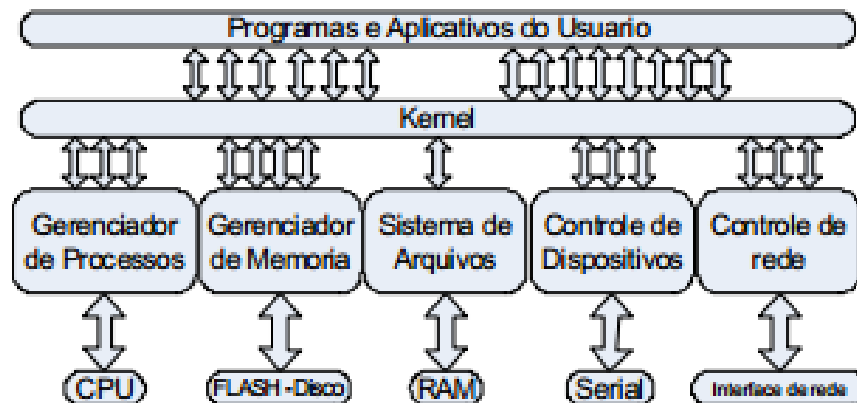 Programas e Aplicativos do Usuario
Kernel
Gerenciador
de Processos
Gerenciador
de Memoria
Sistema de
Arquivos
Controle de
Dispositivos
Controle de
rede
CPU
FLASH -Disco
RAM
Serial
Interface de rede